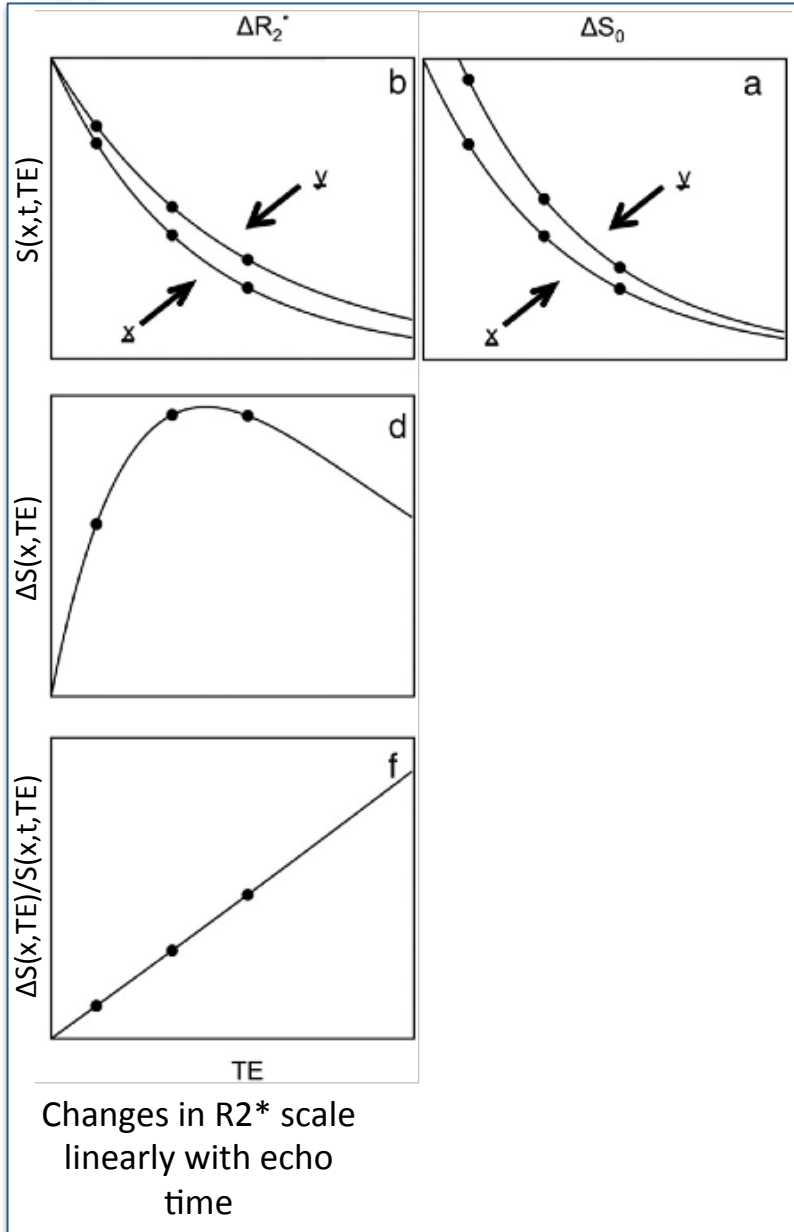 ΔR₂* ΔS₀
S(x,t,TE)
b
y
x
a
y
x
ΔS(x,TE)
d
ΔS(x,TE)/S(x,t,TE)
f
TE
Changes in R2* scale
linearly with echo
time